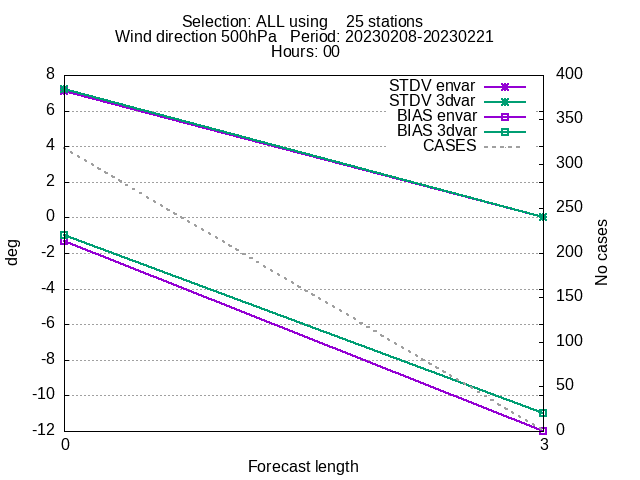 Selection: ALL using    25 stations
Wind direction 500hPa   Period: 20230208-20230221
Hours: 00
8
6
4
2
0
-2
-4
-6
-8
-10
-12
deg
STDV envar
STDV 3dvar
BIAS envar
BIAS 3dvar
CASES
400
350
300
250
200
150
100
50
0
No cases
0
3
Forecast length